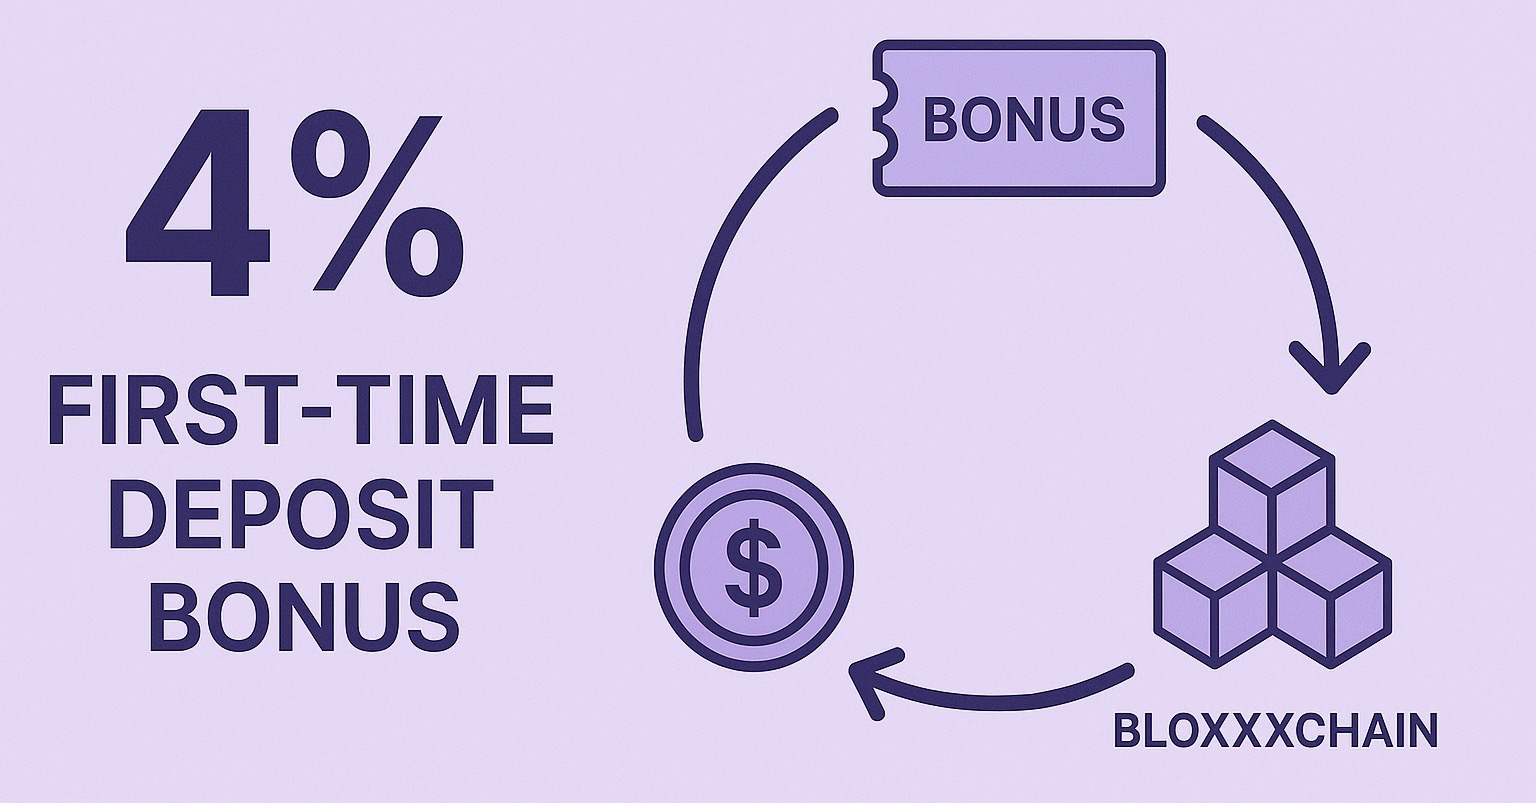 4%
FIRST-TIME
DEPOSIT
BONUS
BONUS
$
BLOXXXCHAIN